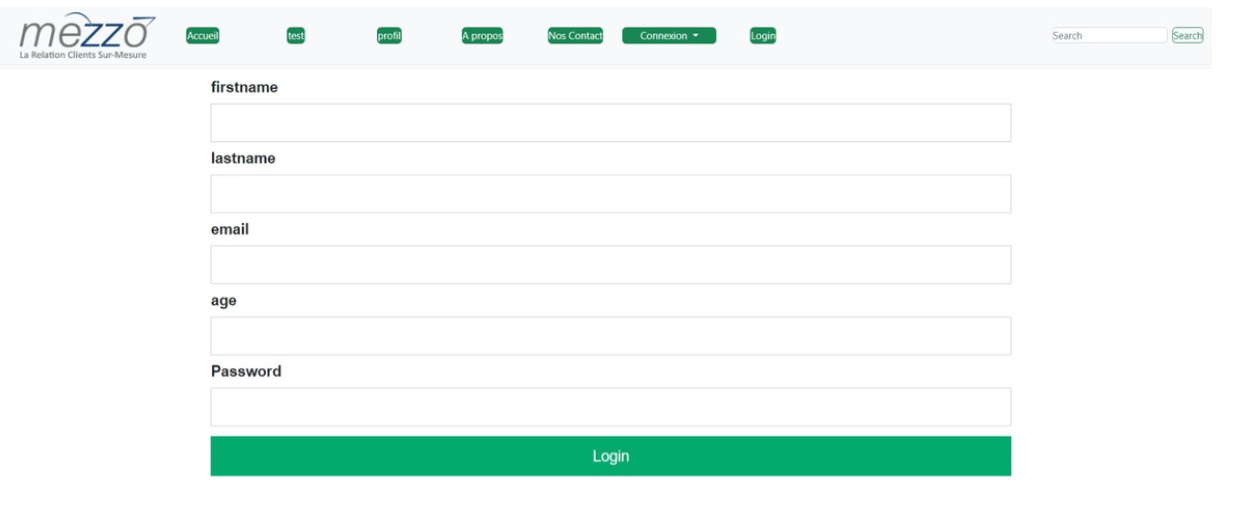 mezzo
La Relation Clients Sur-Mesure
Accueil test profil A propos Nos Contact Connexion Login Search Search
firstname
lastname
email
age
Password
Login